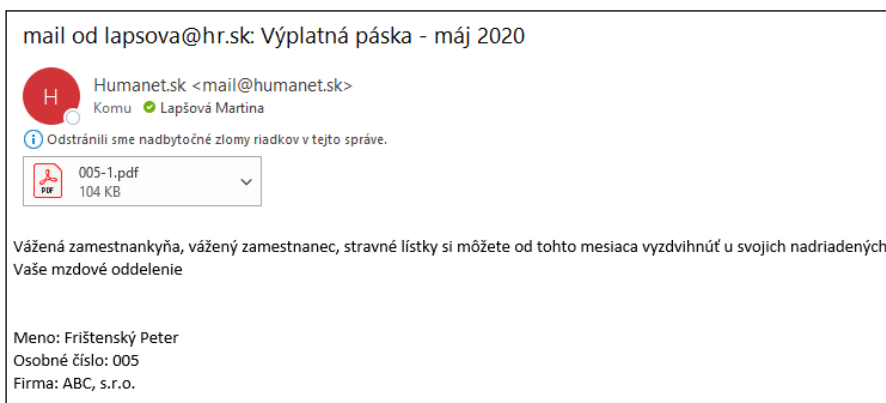 mail od lapsova@hr.sk: Výplatná páska - máj 2020
H
Humanet.sk <mail@humanet.sk>
Komu Lapšová Martina
i Odstránili sme nadbytočné zlomy riadkov v tejto správe.
PDF
005-1.pdf
104 KB
Vážená zamestnankyňa, vážený zamestnanec, stravné lístky si môžete od tohto mesiaca vyzdvihnúť u svojich nadriadených
Vaše mzdové oddelenie
Meno: Frištenský Peter
Osobné číslo: 005
Firma: ABC, s.r.o.